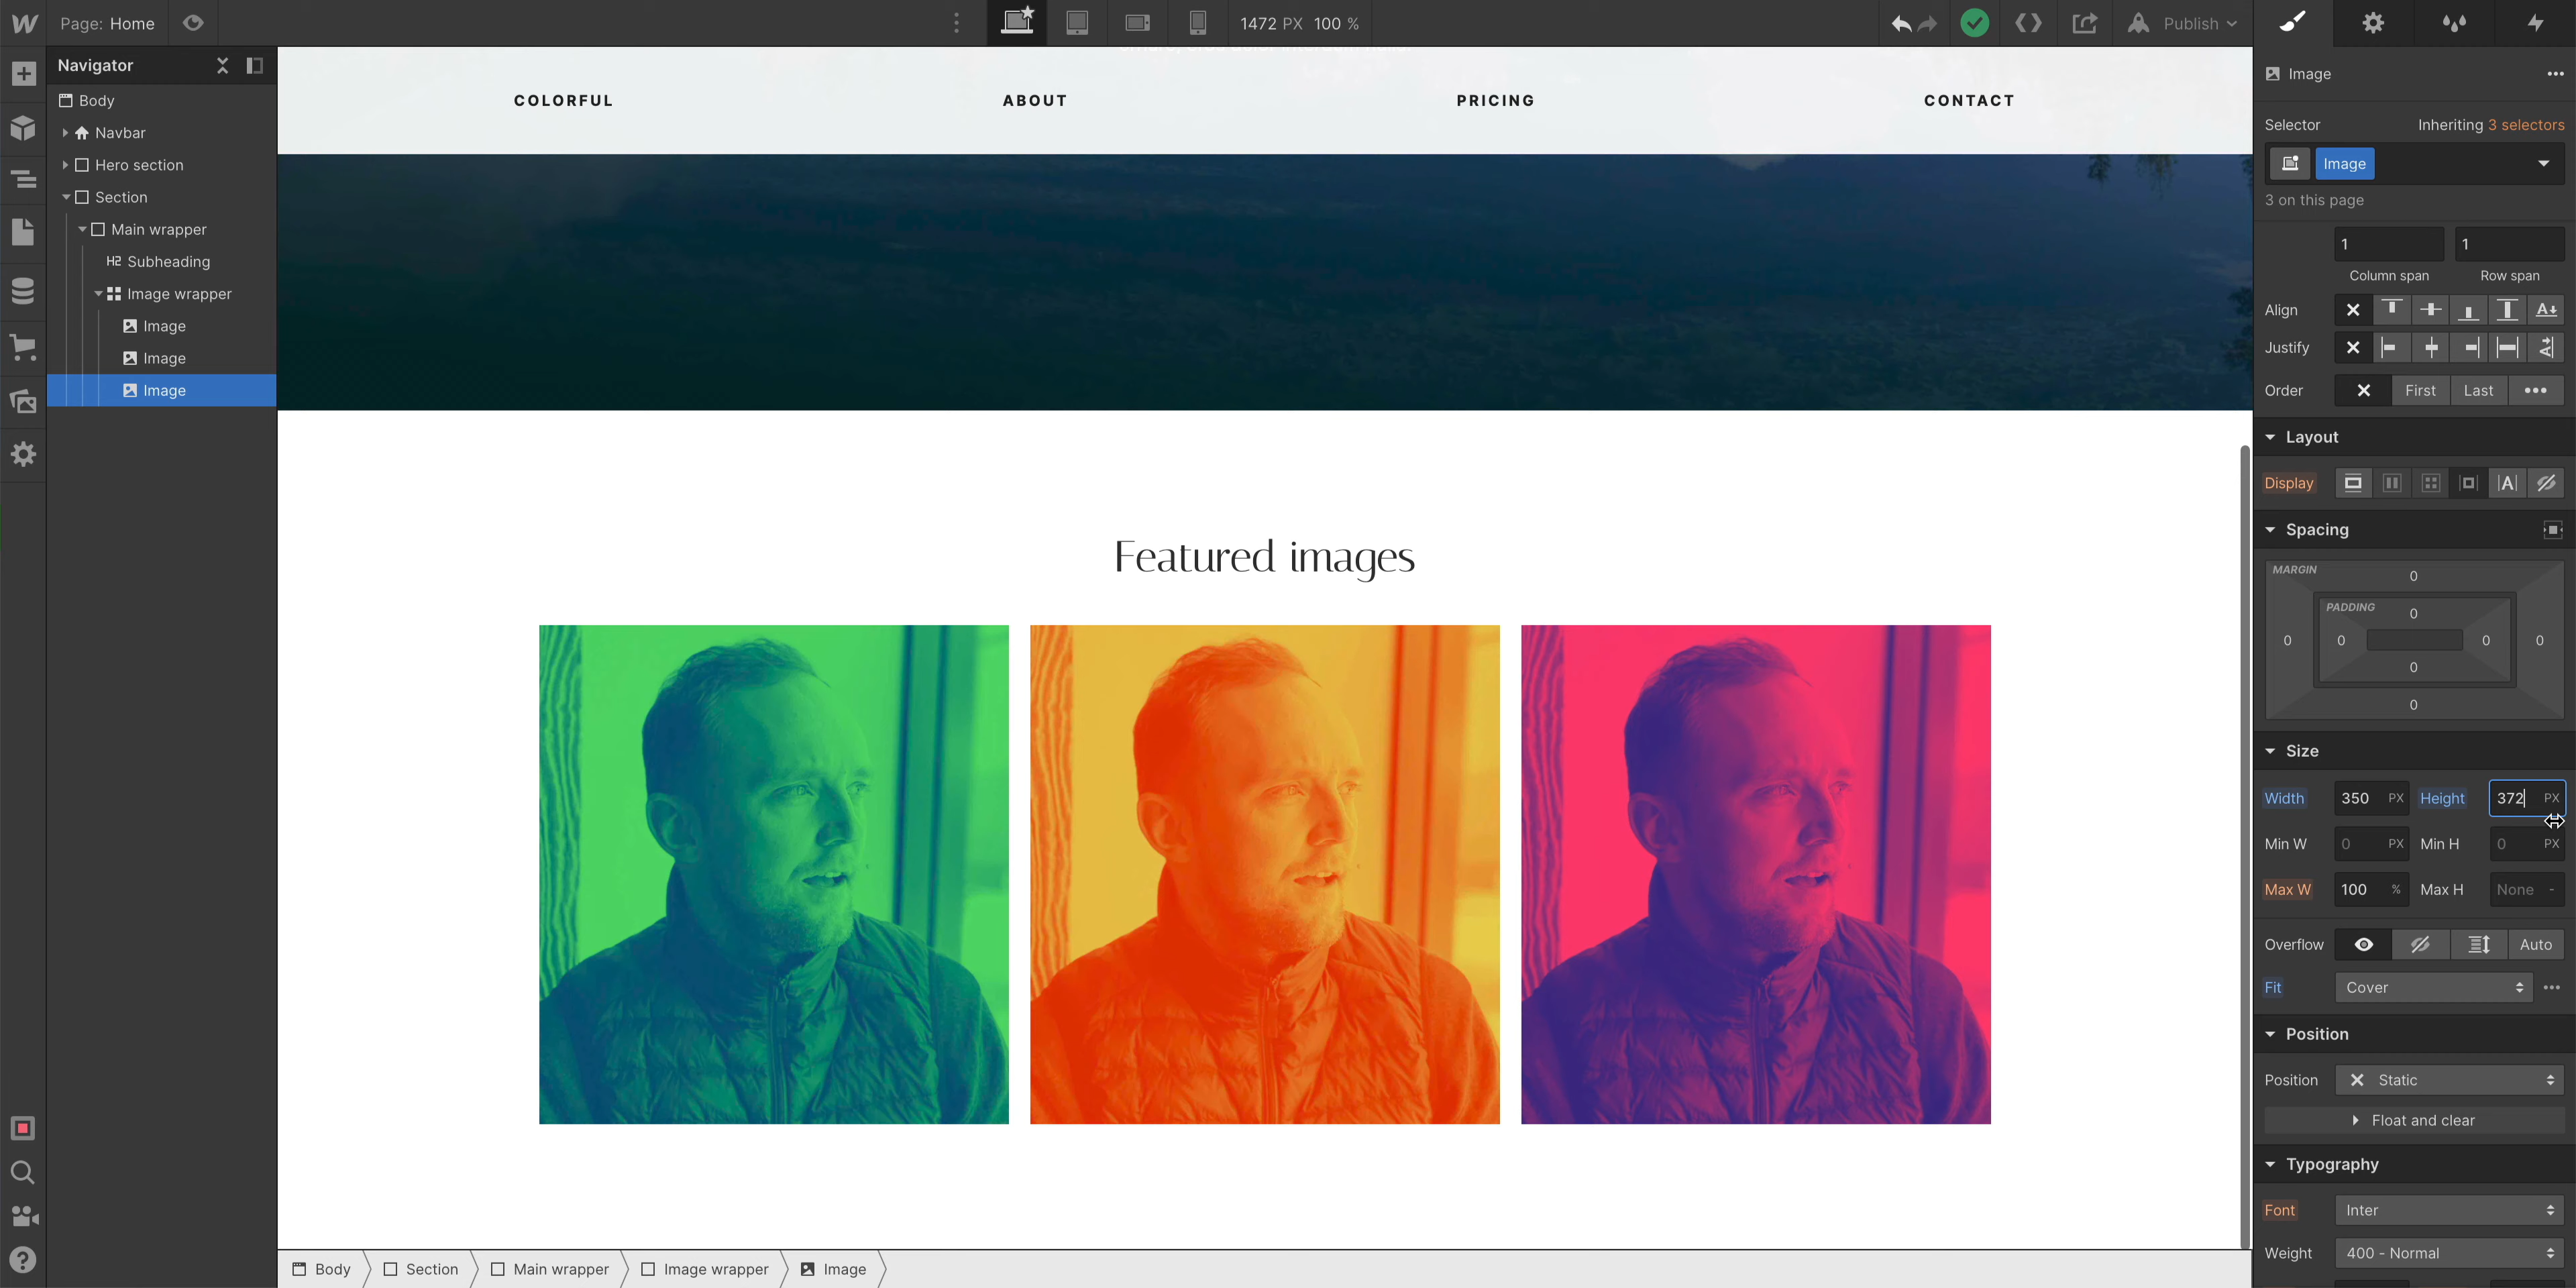 Page: Home
1472 PX 100 %
Publish
Navigator
Body
Navbar
Hero section
Section
Main wrapper
H2 Subheading
Image wrapper
Image
Image
Image
COLORFUL ABOUT PRICING CONTACT
Featured images
Body Section Main wrapper Image wrapper Image
Image
Selector Inheriting 3 selectors
Image
3 on this page
1 1
Column span Row span
Align
Justify
Order First Last
Layout
Display
Spacing
MARGIN
0
PADDING
0
0 0 0 0
0
0
Size
Width 350 PX Height 372 PX
Min W 0 PX Min H 0 PX
Max W 100 % Max H None -
Overflow Auto
Fit Cover
Position
Position Static
Float and clear
Typography
Font Inter
Weight 400 - Normal